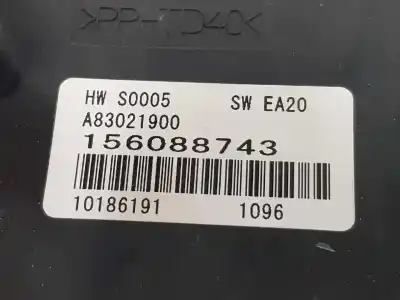 >PP-TD40<
HW S0005 SW EA20
A83021900
156088743
10186191 1096